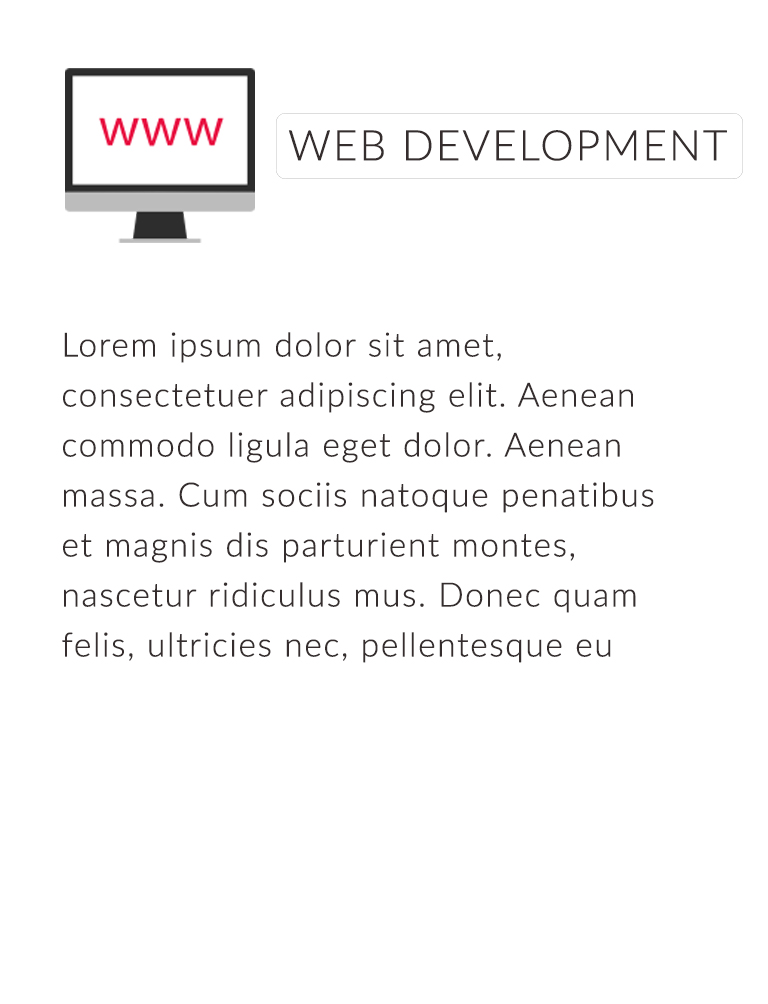 WWW
WEB DEVELOPMENT
Lorem ipsum dolor sit amet,
consectetuer adipiscing elit. Aenean
commodo ligula eget dolor. Aenean
massa. Cum sociis natoque penatibus
et magnis dis parturient montes,
nascetur ridiculus mus. Donec quam
felis, ultricies nec, pellentesque eu